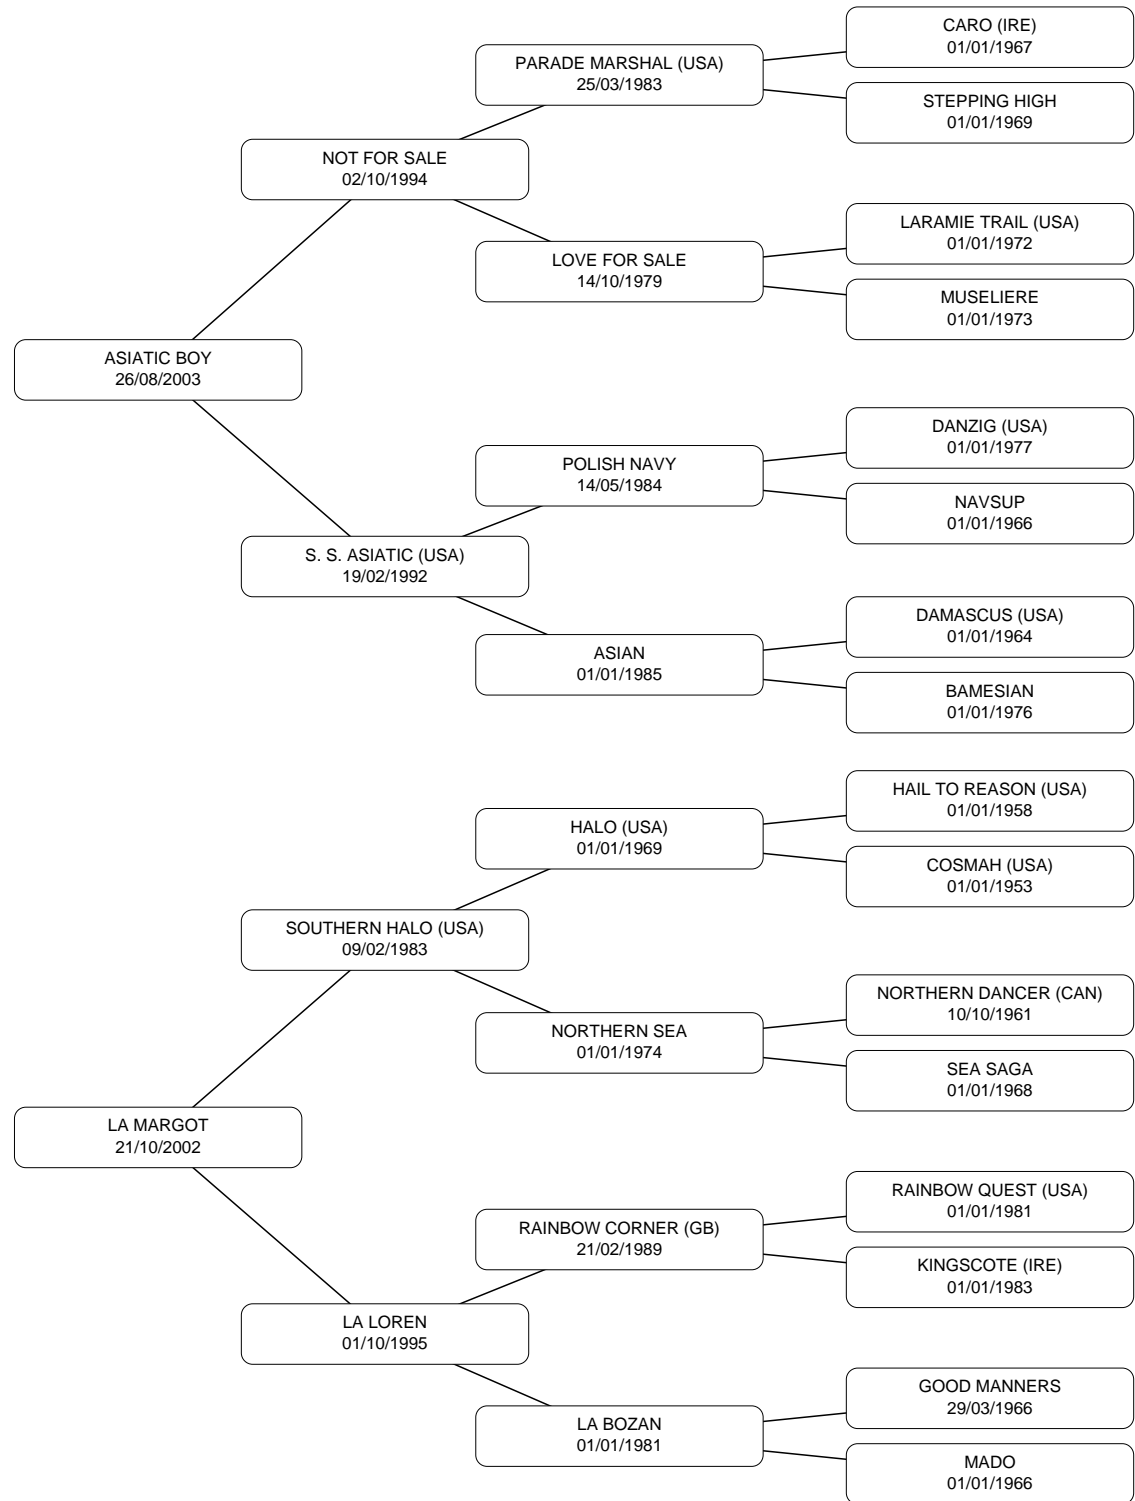 CARO (IRE)
01/01/1967
PARADE MARSHAL (USA)
25/03/1983
STEPPING HIGH
01/01/1969
NOT FOR SALE
02/10/1994
LARAMIE TRAIL (USA)
01/01/1972
LOVE FOR SALE
14/10/1979
MUSELIERE
01/01/1973
ASIATIC BOY
26/08/2003
DANZIG (USA)
01/01/1977
POLISH NAVY
14/05/1984
NAVSUP
01/01/1966
S. S. ASIATIC (USA)
19/02/1992
DAMASCUS (USA)
01/01/1964
ASIAN
01/01/1985
BAMESIAN
01/01/1976
HAIL TO REASON (USA)
01/01/1958
HALO (USA)
01/01/1969
COSMAH (USA)
01/01/1953
SOUTHERN HALO (USA)
09/02/1983
NORTHERN DANCER (CAN)
10/10/1961
NORTHERN SEA
01/01/1974
SEA SAGA
01/01/1968
LA MARGOT
21/10/2002
RAINBOW QUEST (USA)
01/01/1981
RAINBOW CORNER (GB)
21/02/1989
KINGSCOTE (IRE)
01/01/1983
LA LOREN
01/10/1995
GOOD MANNERS
29/03/1966
LA BOZAN
01/01/1981
MADO
01/01/1966